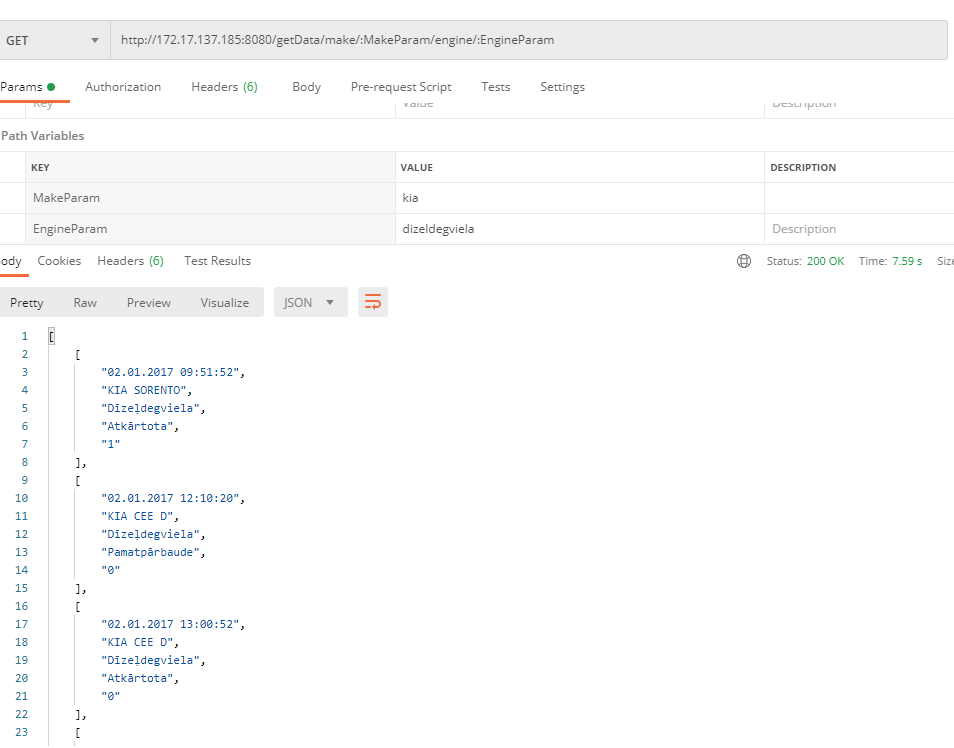 GET http://172.17.137.185:8080/getData/make/:MakeParam/engine/:EngineParam
Params Authorization Headers (6) Body Pre-request Script Tests Settings
Key Value Description
Path Variables
KEY VALUE DESCRIPTION
MakeParam kia
EngineParam dizeldegviela Description
ody Cookies Headers (6) Test Results Status: 200 OK Time: 7.59 s Size
Pretty Raw Preview Visualize JSON
1 [
2 [
3 "02.01.2017 09:51:52",
4 "KIA SORENTO",
5 "Dīzeļdegviela",
6 "Atkārtota",
7 "1"
8 ],
9 [
10 "02.01.2017 12:10:20",
11 "KIA CEE D",
12 "Dīzeļdegviela",
13 "Pamatpārbaude",
14 "0"
15 ],
16 [
17 "02.01.2017 13:00:52",
18 "KIA CEE D",
19 "Dīzeļdegviela",
20 "Atkārtota",
21 "0"
22 ],
23 [